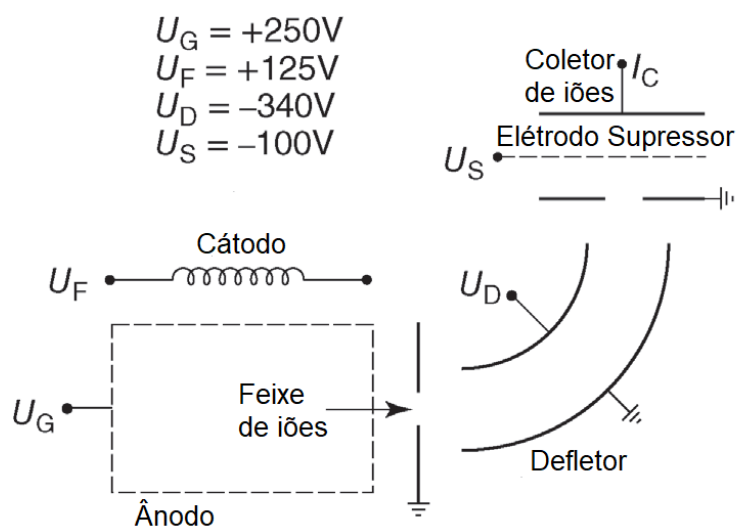 U_G = +250V
U_F = +125V
U_D = –340V
U_S = –100V
Coletor
de iões
I_C
Elétrodo Supressor
U_S
Cátodo
U_F
U_D
Feixe
de iões
U_G
Defletor
Ânodo